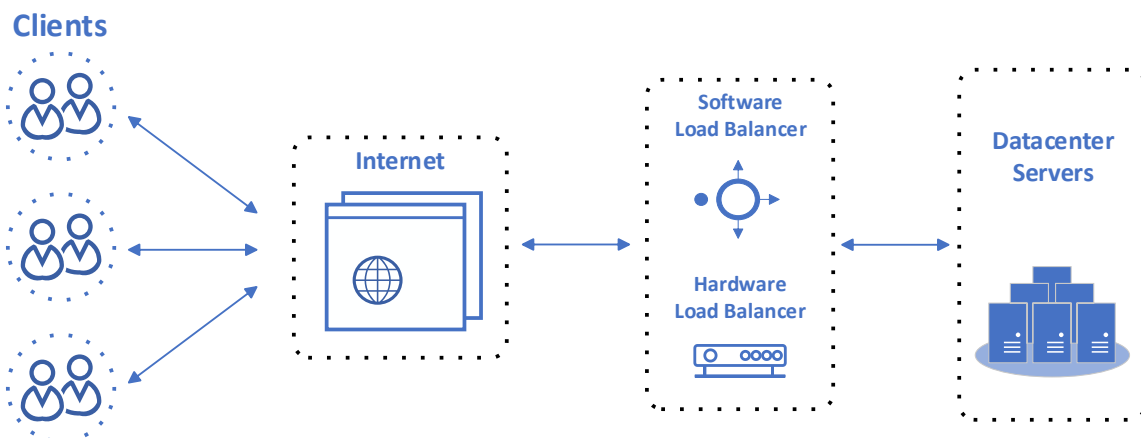 Clients
Internet
Software
Load Balancer
Hardware
Load Balancer
Datacenter
Servers